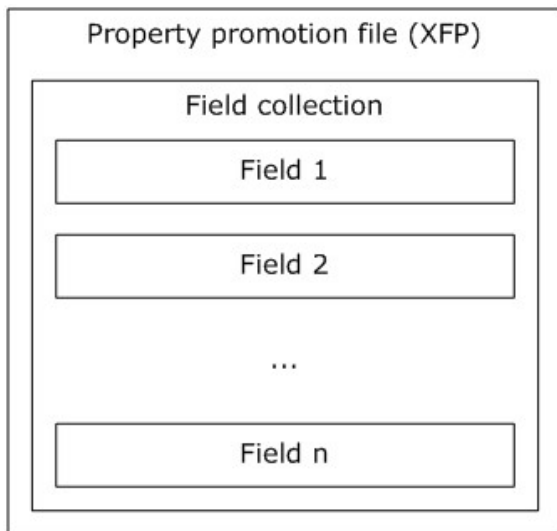 Property promotion file (XFP)
Field collection
Field 1
Field 2
...
Field n